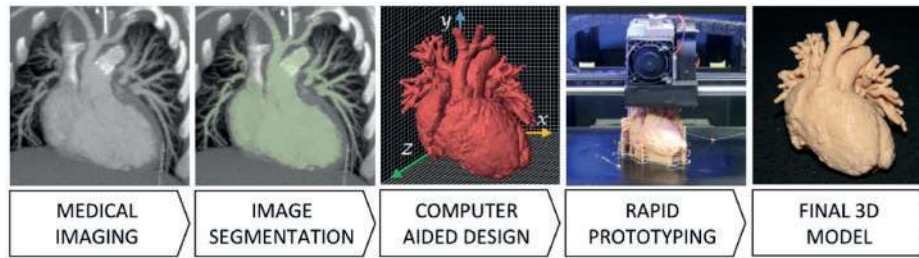 y
x
z
MEDICAL
IMAGING
IMAGE
SEGMENTATION
COMPUTER
AIDED DESIGN
RAPID
PROTOTYPING
FINAL 3D
MODEL